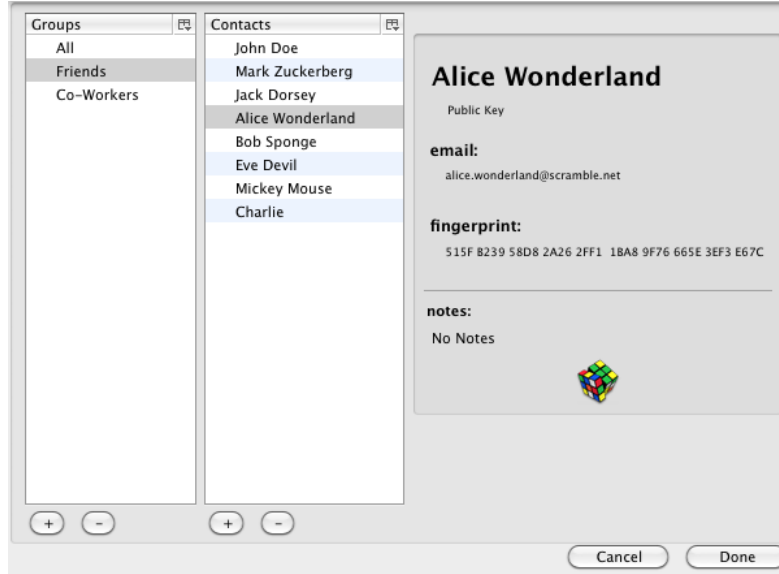 Groups
All
Friends
Co-Workers
Contacts
John Doe
Mark Zuckerberg
Jack Dorsey
Alice Wonderland
Bob Sponge
Eve Devil
Mickey Mouse
Charlie
Alice Wonderland
Public Key
email:
alice.wonderland@scramble.net
fingerprint:
515F B239 58D8 2A26 2FF1  1BA8 9F76 665E 3EF3 E67C
notes:
No Notes
+ -
+ -
Cancel
Done